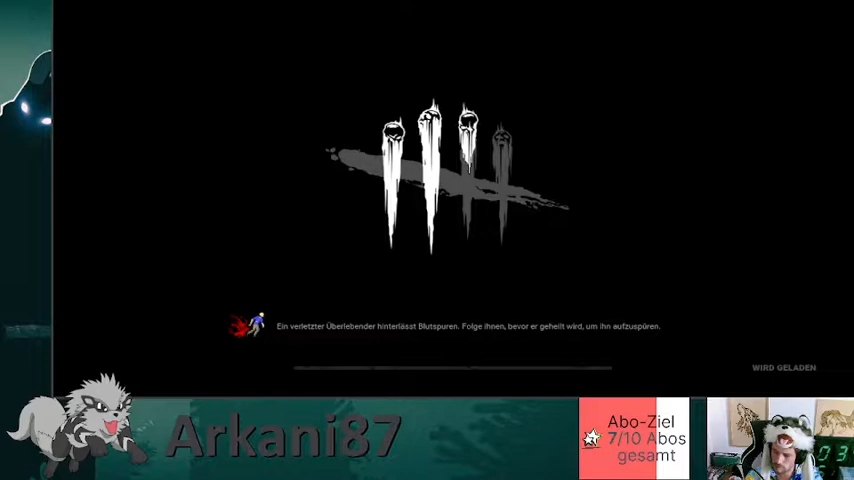 Ein verletzter Überlebender hinterlässt Blutspuren. Folge ihnen, bevor er geheilt wird, um ihn aufzuspüren.
WIRD GELADEN
Arkani87
Abo-Ziel
7/10 Abos
gesamt
03